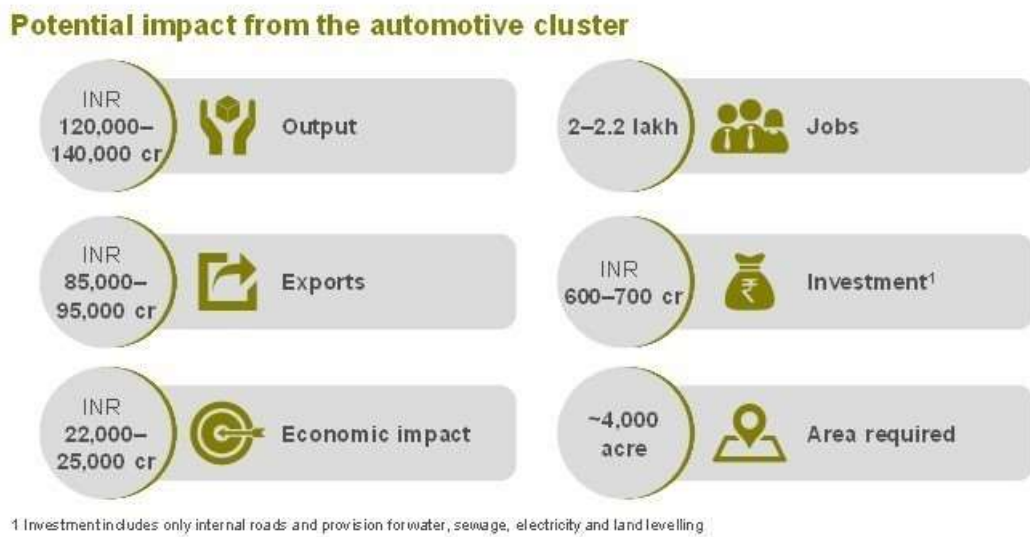 Potential impact from the automotive cluster
INR
120,000–
140,000 cr
Output
2–2.2 lakh
Jobs
INR
85,000–
95,000 cr
Exports
INR
600–700 cr
₹
Investment¹
INR
22,000–
25,000 cr
Economic impact
~4,000
acre
Area required
1 Investment includes only internal roads and provision for water, sewage, electricity and land levelling